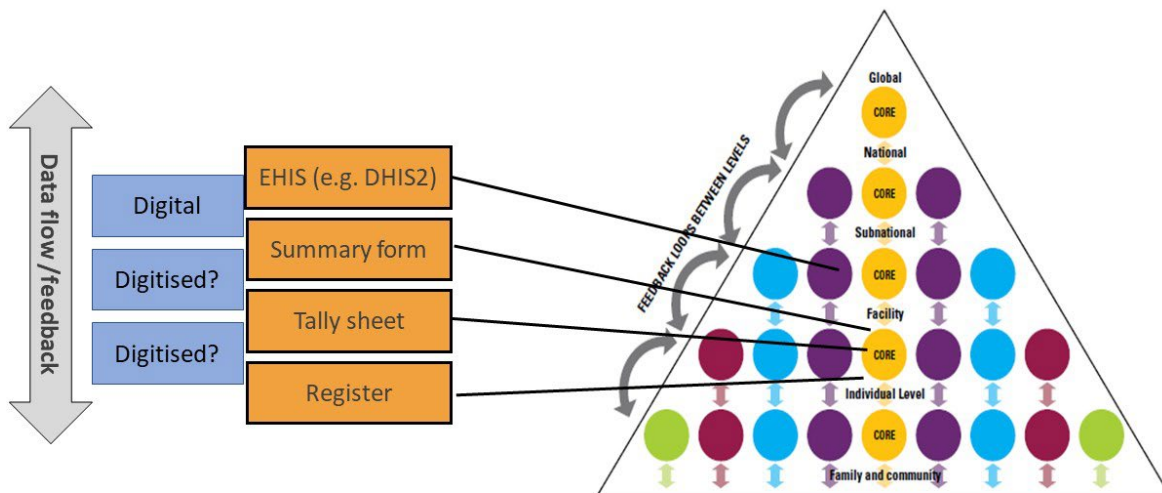 Data flow /feedback
Digital
Digitised?
Digitised?
EHIS (e.g. DHIS2)
Summary form
Tally sheet
Register
FEEDBACK LOOPS BETWEEN LEVELS
Global
CORE
National
CORE
Subnational
CORE
Facility
CORE
Individual Level
CORE
Family and community